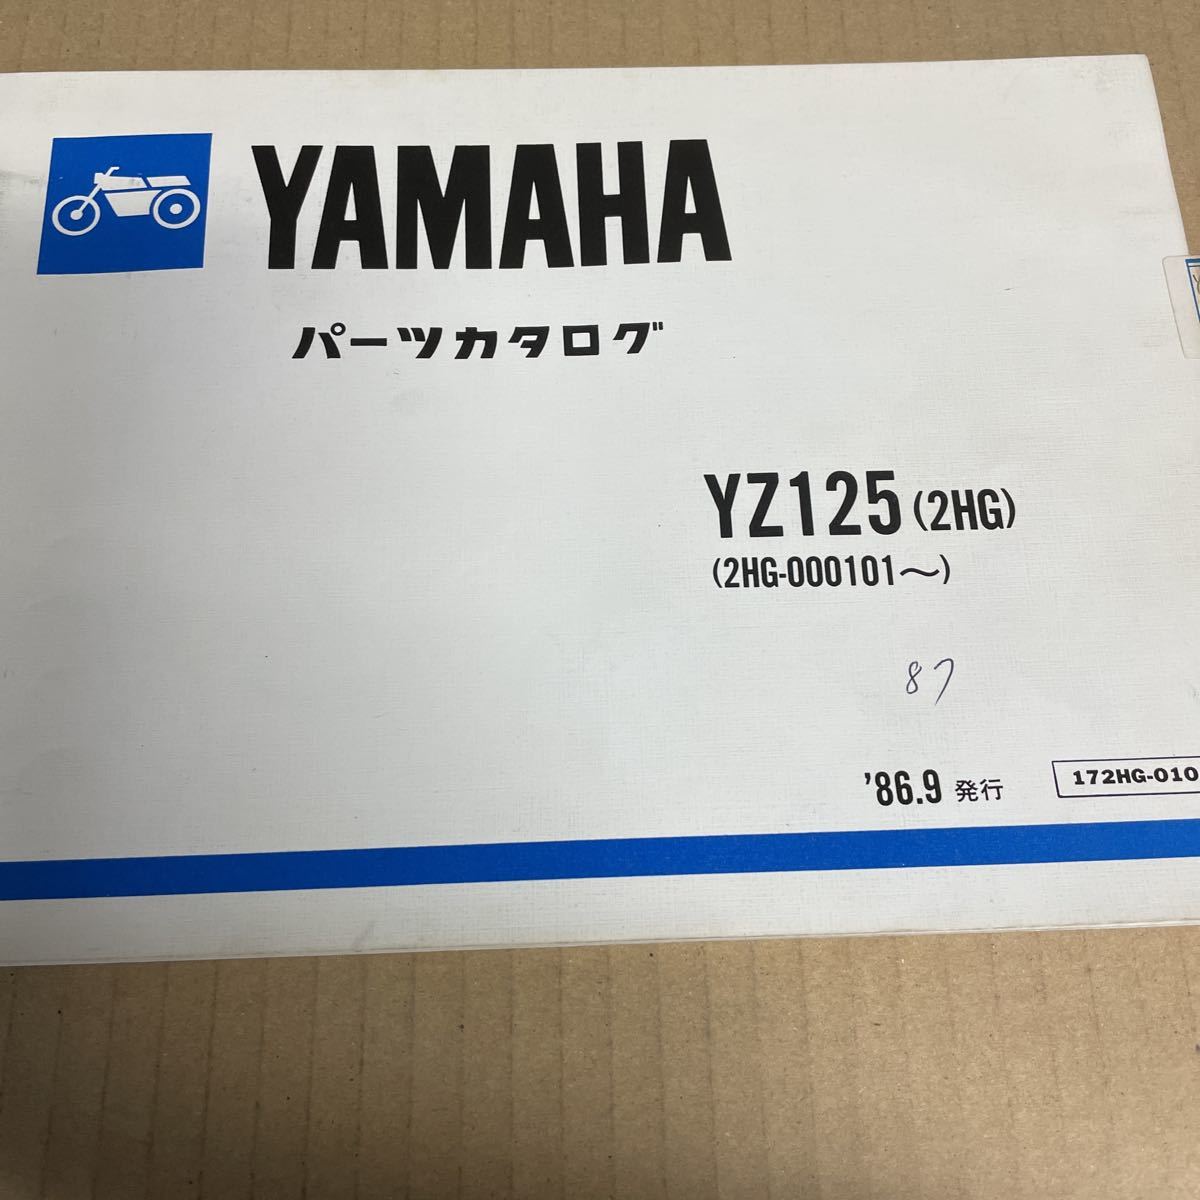 YAMAHA
パーツカタログ
YZ125 (2HG)
(2HG-000101〜)
87
'86.9 発行
172HG-010